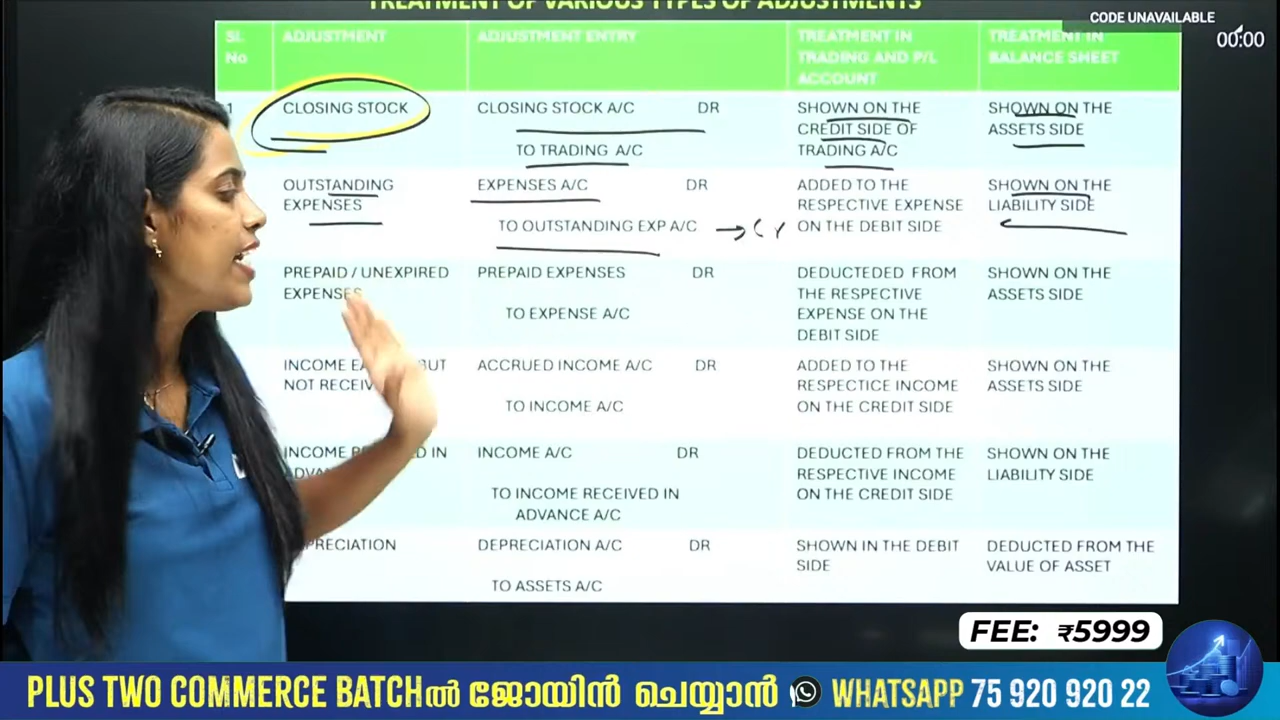 TREATMENT OF VARIOUS TYPES OF ADJUSTMENTS
CODE UNAVAILABLE
00:00
SI. No
ADJUSTMENT
ADJUSTMENT ENTRY
TREATMENT IN TRADING AND P/L ACCOUNT
TREATMENT IN BALANCE SHEET
1
CLOSING STOCK
CLOSING STOCK A/C DR
TO TRADING A/C
SHOWN ON THE
CREDIT SIDE OF
TRADING A/C
SHOWN ON THE
ASSETS SIDE
OUTSTANDING
EXPENSES
EXPENSES A/C DR
TO OUTSTANDING EXP A/C
ADDED TO THE
RESPECTIVE EXPENSE
ON THE DEBIT SIDE
SHOWN ON THE
LIABILITY SIDE
PREPAID / UNEXPIRED
EXPENSES
PREPAID EXPENSES DR
TO EXPENSE A/C
DEDUCTEDED FROM
THE RESPECTIVE
EXPENSE ON THE
DEBIT SIDE
SHOWN ON THE
ASSETS SIDE
INCOME BUT
NOT
ACCRUED INCOME A/C DR
TO INCOME A/C
ADDED TO THE
RESPECTICE INCOME
ON THE CREDIT SIDE
SHOWN ON THE
ASSETS SIDE
INCOME IN
INCOME A/C DR
TO INCOME RECEIVED IN
ADVANCE A/C
DEDUCTED FROM THE
RESPECTIVE INCOME
ON THE CREDIT SIDE
SHOWN ON THE
LIABILITY SIDE
DEPRECIATION
DEPRECIATION A/C DR
TO ASSETS A/C
SHOWN IN THE DEBIT
SIDE
DEDUCTED FROM THE
VALUE OF ASSET
FEE: ₹5999
PLUS TWO COMMERCE BATCHൽ ജോയിൻ ചെയ്യാൻ WHATSAPP 75 920 920 22